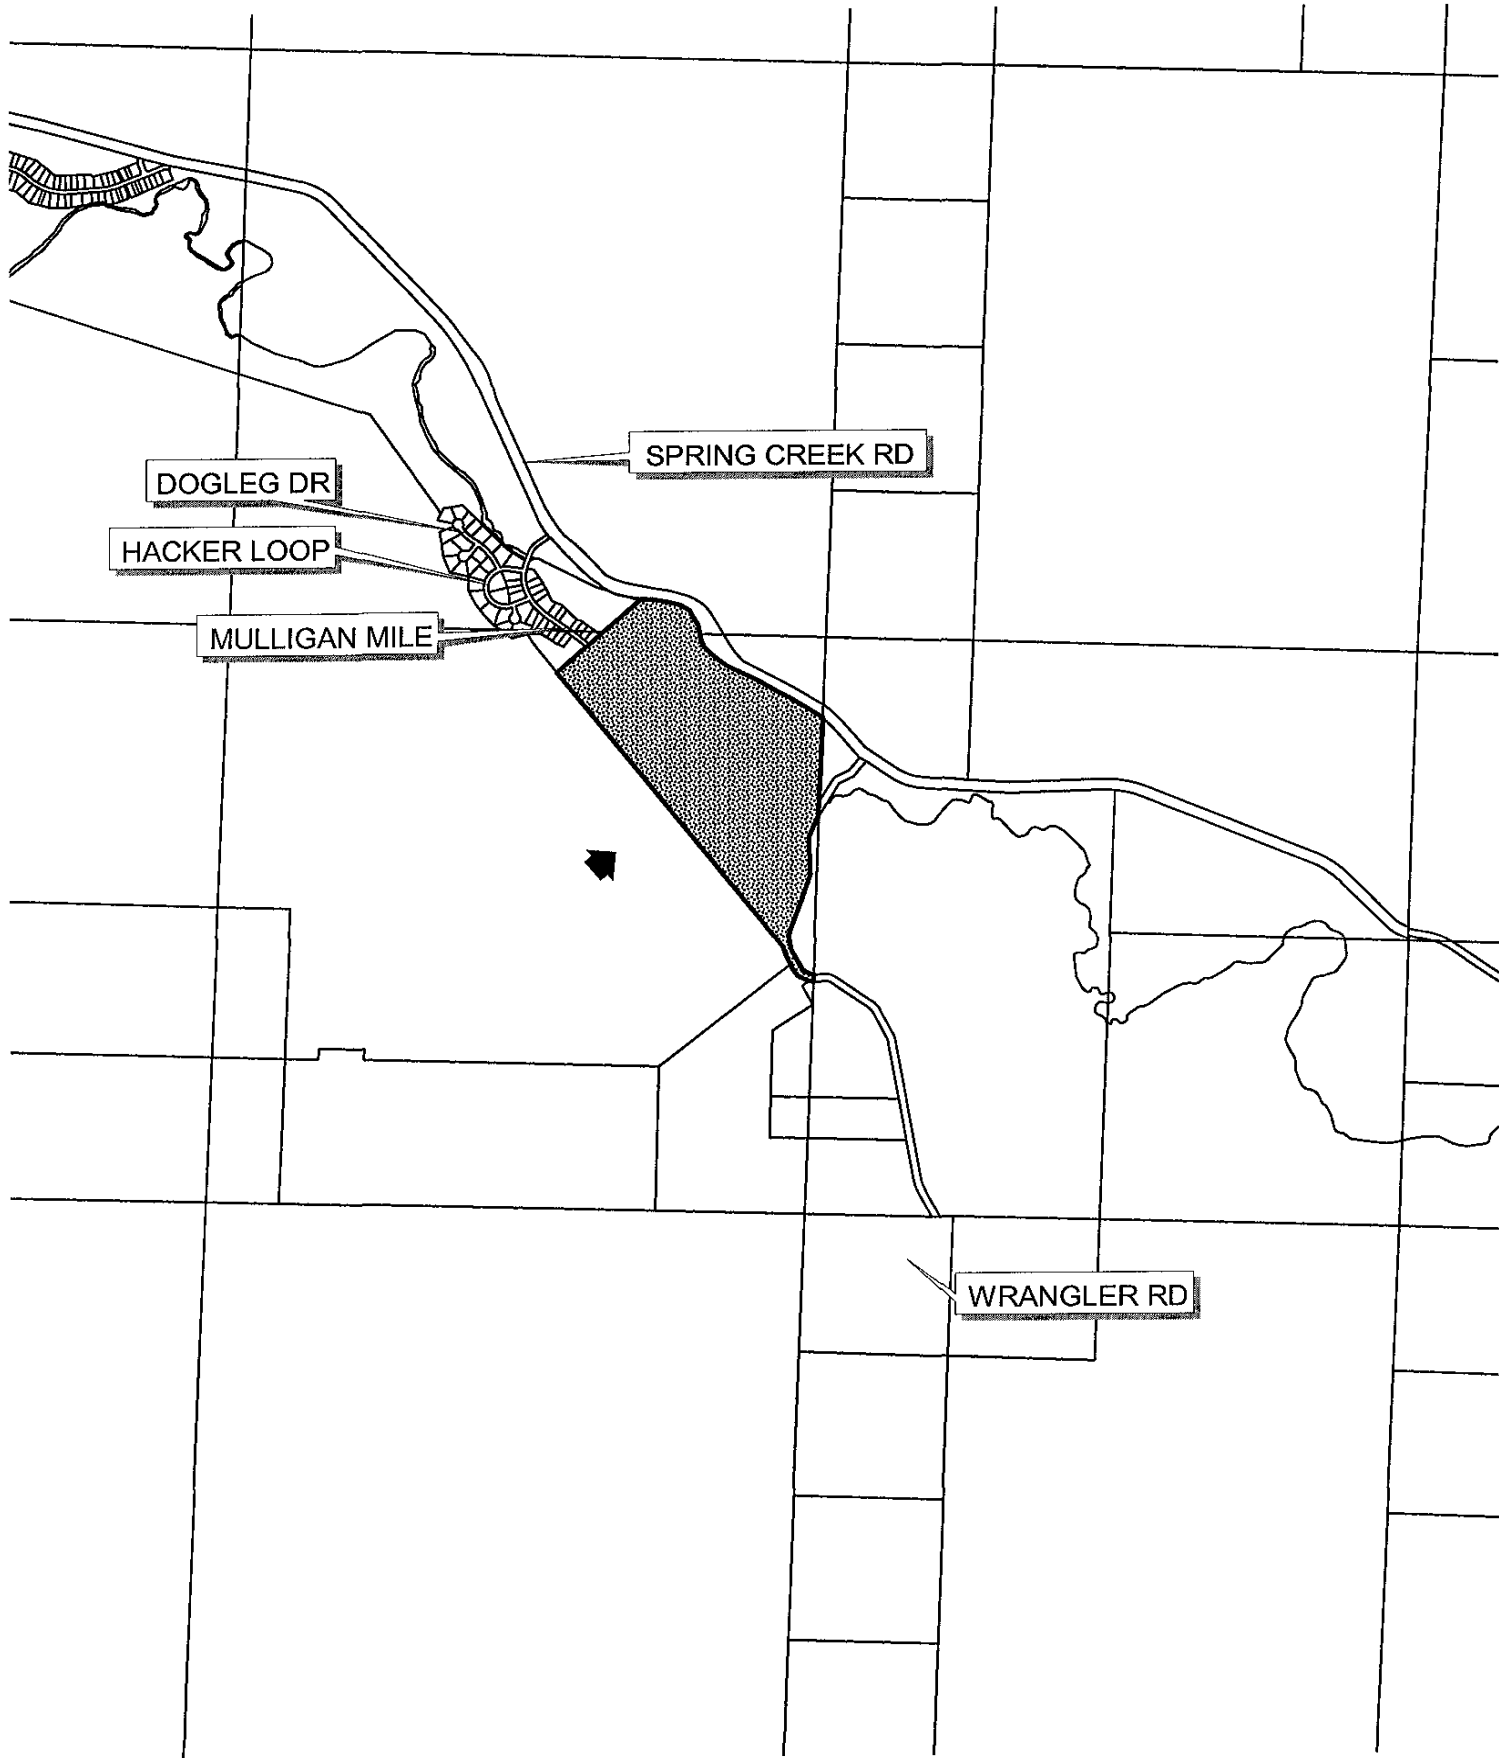 SPRING CREEK RD
DOGLEG DR
HACKER LOOP
MULLIGAN MILE
WRANGLER RD